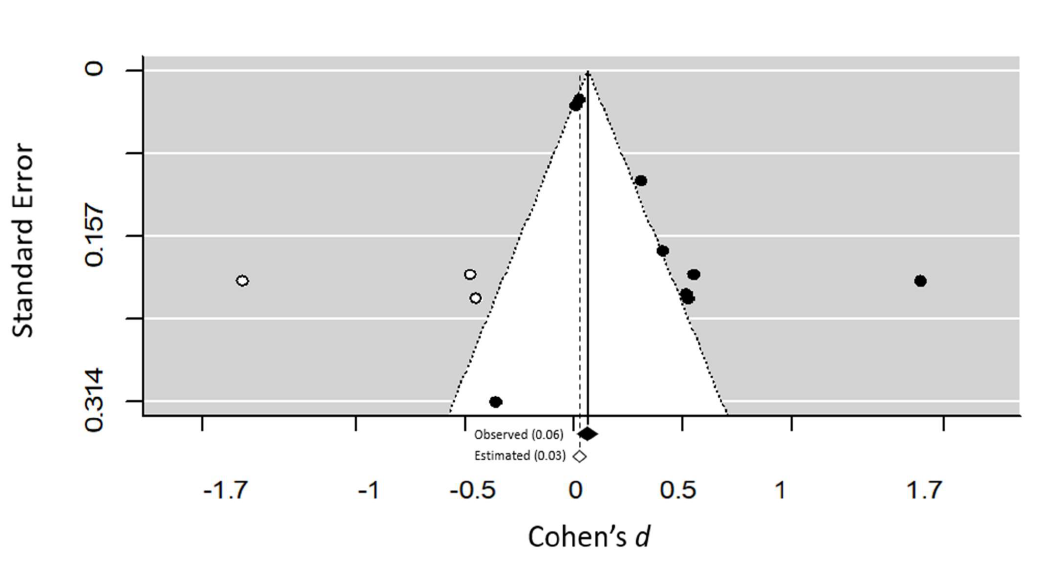 Standard Error
0
0.157
0.314
Observed (0.06)
Estimated (0.03)
-1.7 -1 -0.5 0 0.5 1 1.7
Cohen's d